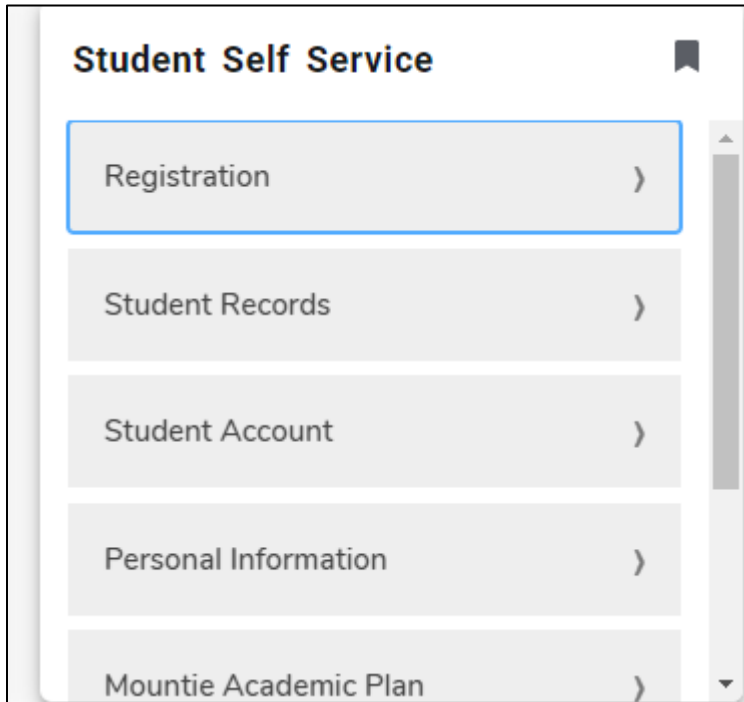 Student Self Service
Registration
Student Records
Student Account
Personal Information
Mountie Academic Plan